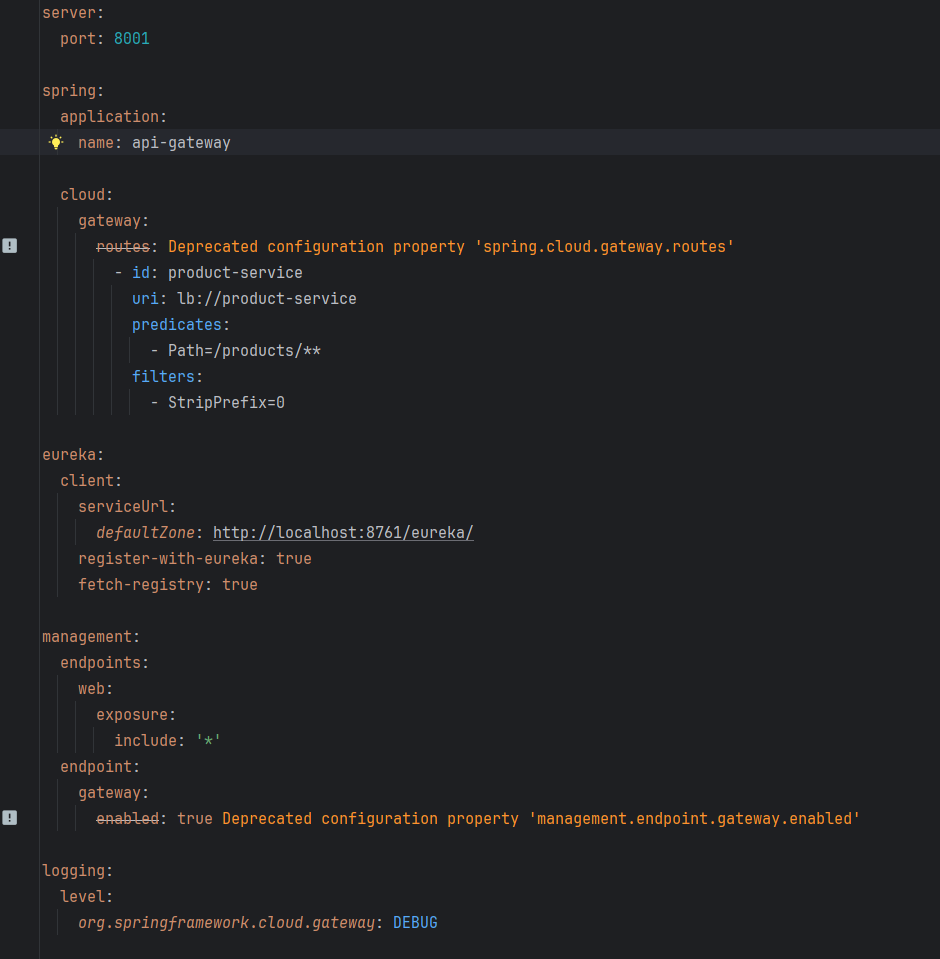 server:
  port: 8001
spring:
  application:
    name: api-gateway
  cloud:
    gateway:
      routes: Deprecated configuration property 'spring.cloud.gateway.routes'
        - id: product-service
          uri: lb://product-service
          predicates:
            - Path=/products/**
          filters:
            - StripPrefix=0
eureka:
  client:
    serviceUrl:
      defaultZone: http://localhost:8761/eureka/
    register-with-eureka: true
    fetch-registry: true
management:
  endpoints:
    web:
      exposure:
        include: '*'
  endpoint:
    gateway:
      enabled: true Deprecated configuration property 'management.endpoint.gateway.enabled'
logging:
  level:
    org.springframework.cloud.gateway: DEBUG